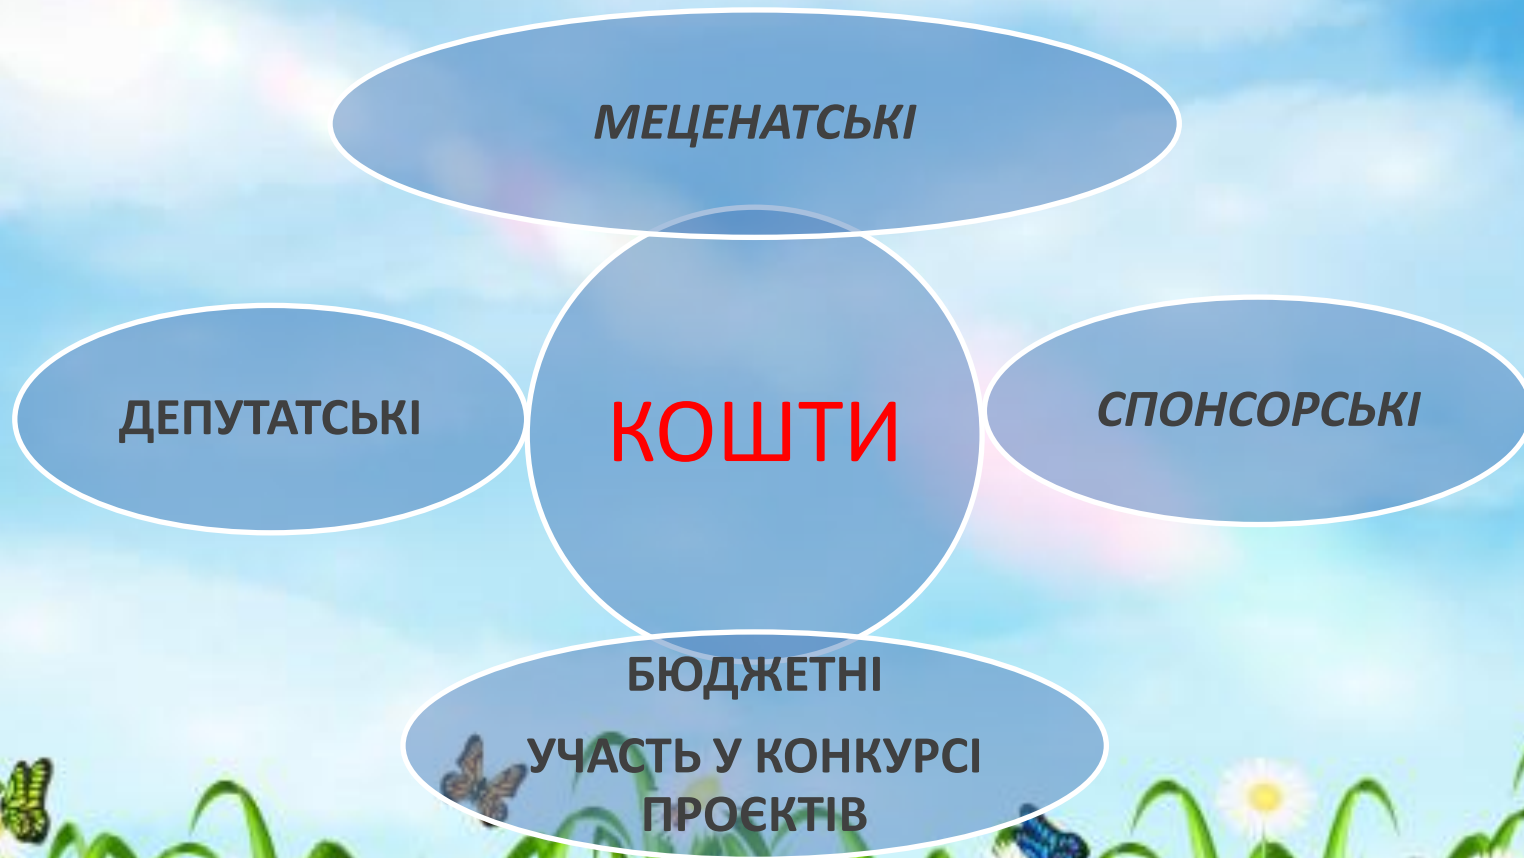 МЕЦЕНАТСЬКІ
ДЕПУТАТСЬКІ
КОШТИ
СПОНСОРСЬКІ
БЮДЖЕТНІ
УЧАСТЬ У КОНКУРСІ
ПРОЄКТІВ